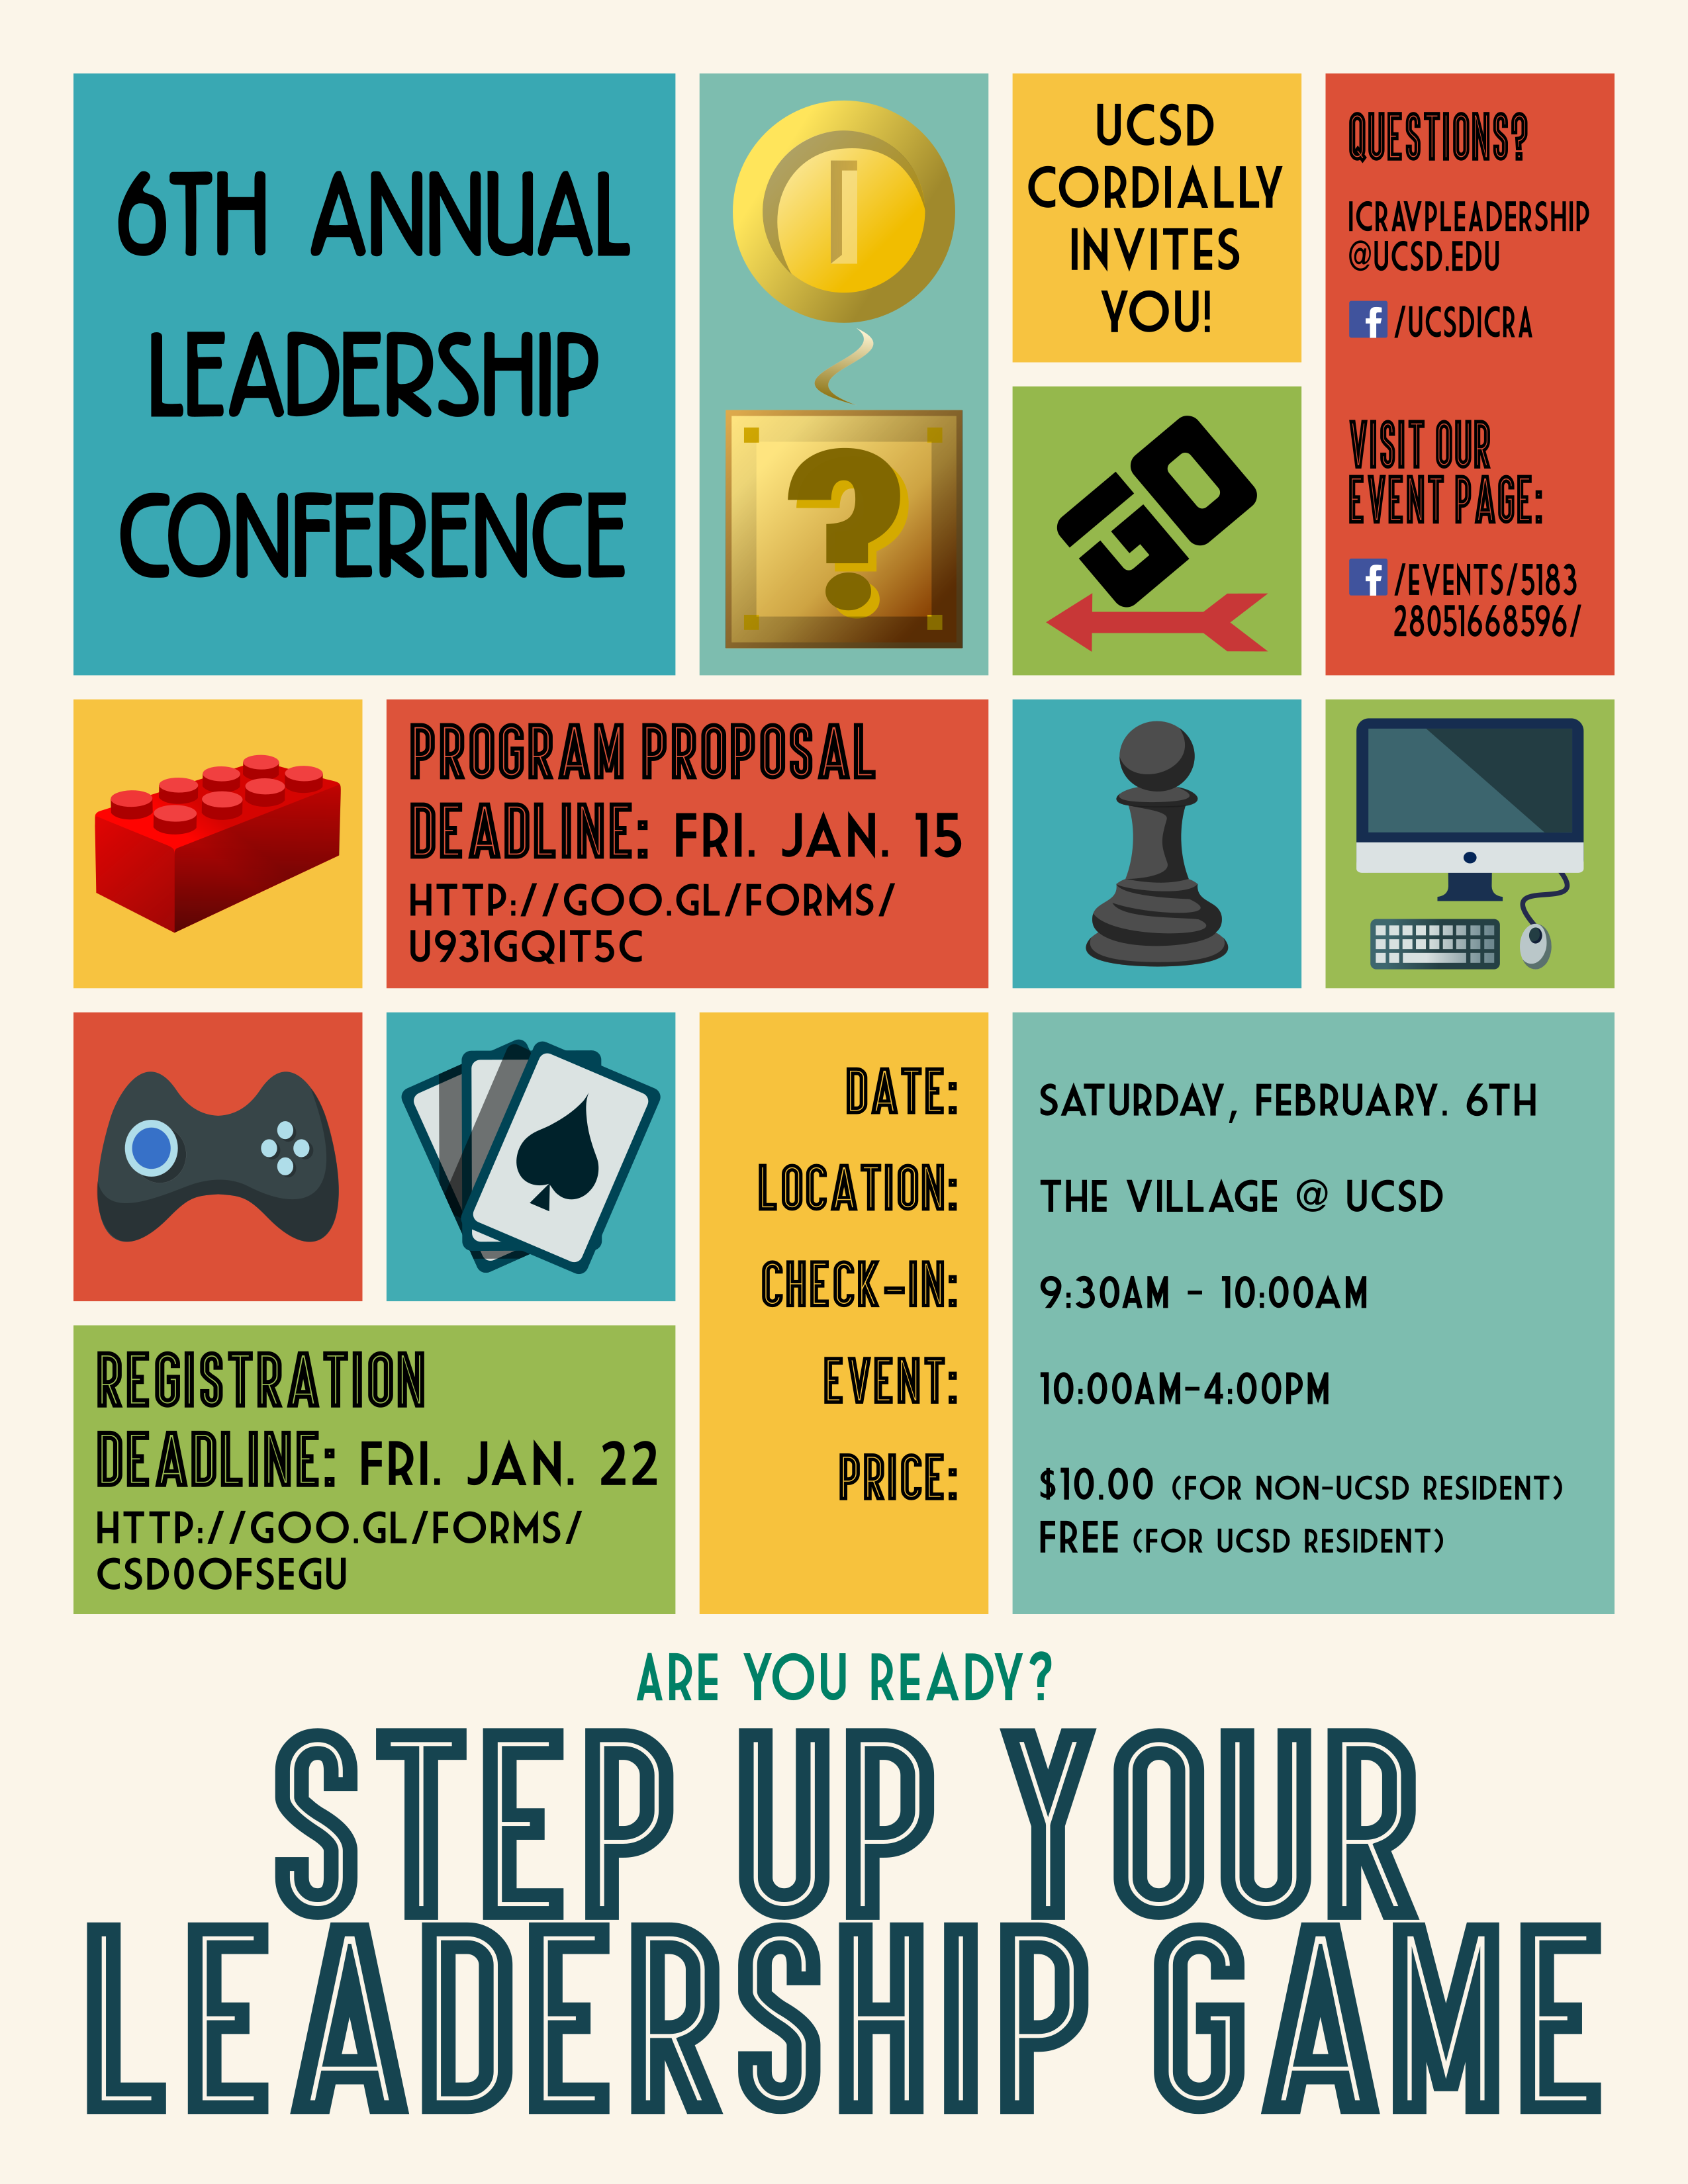 6TH ANNUAL
LEADERSHIP
CONFERENCE
?
UCSD
CORDIALLY
INVITES
YOU!
GO
QUESTIONS?
ICRAVPLEADERSHIP
@UCSD.EDU
f /UCSDICRA
VISIT OUR
EVENT PAGE:
f /EVENTS/5183
28051668596/
PROGRAM PROPOSAL
DEADLINE: FRI. JAN. 15
HTTP://GOO.GL/FORMS/
U931GQIT5C
REGISTRATION
DEADLINE: FRI. JAN. 22
HTTP://GOO.GL/FORMS/
CSD0OFSEGU
DATE: SATURDAY, FEBRUARY. 6TH
LOCATION: THE VILLAGE @ UCSD
CHECK-IN: 9:30AM - 10:00AM
EVENT: 10:00AM-4:00PM
PRICE: $10.00 (FOR NON-UCSD RESIDENT)
FREE (FOR UCSD RESIDENT)
ARE YOU READY?
STEP UP YOUR
LEADERSHIP GAME